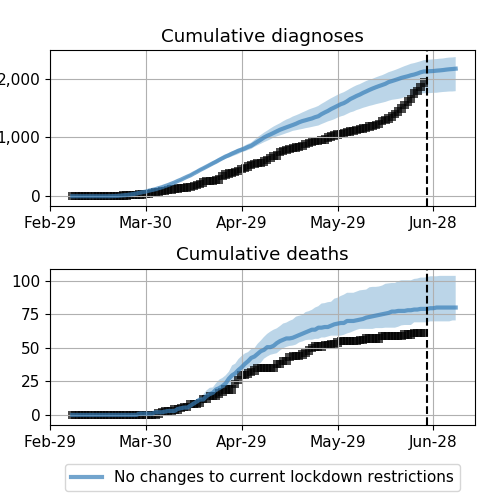 Cumulative diagnoses
2,000
1,000
0
Feb-29 Mar-30 Apr-29 May-29 Jun-28
Cumulative deaths
100
75
50
25
0
Feb-29 Mar-30 Apr-29 May-29 Jun-28
No changes to current lockdown restrictions